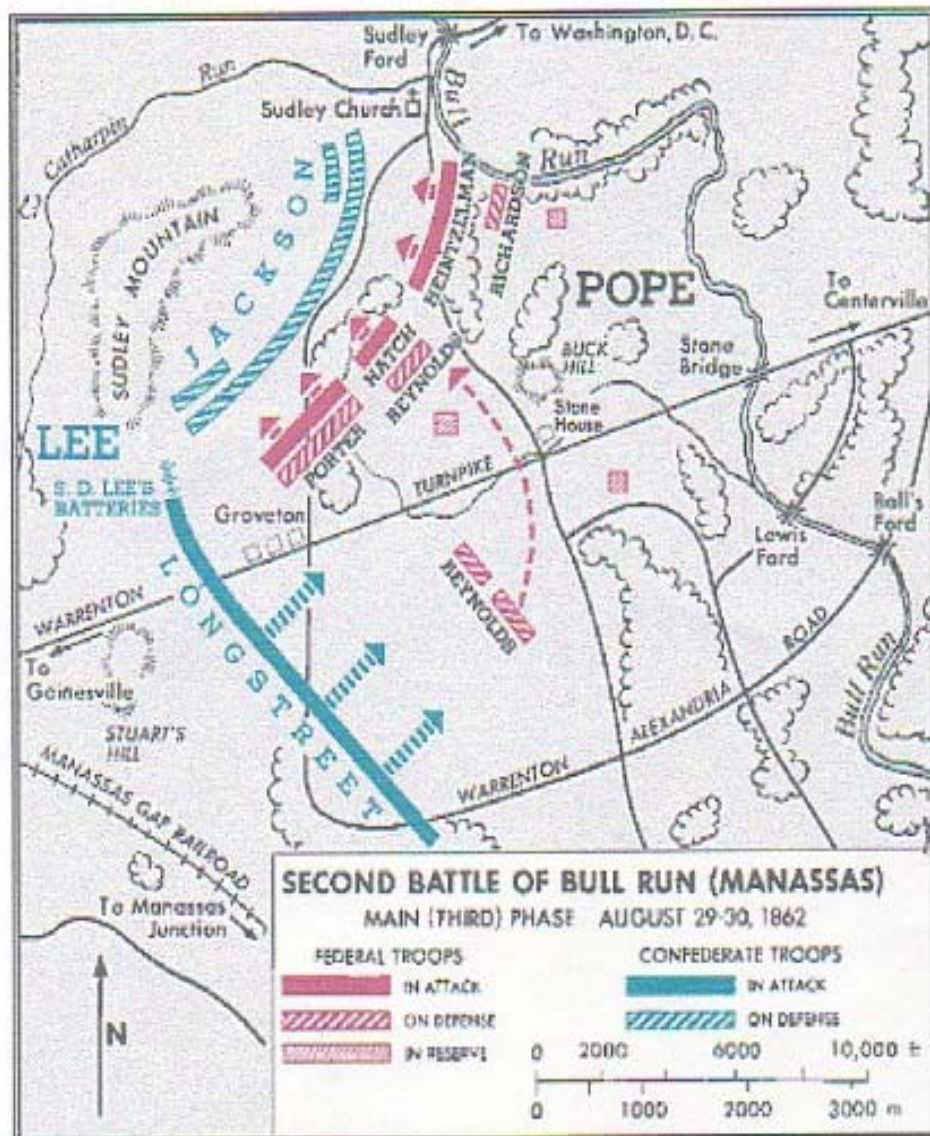 Sudley
Ford
To Washington, D.C.
Bull
Run
Sudley Church
Catharpin
Run
JACKSON
SUDLEY MOUNTAIN
HEINTZELMAN
RICHARDSON
POPE
To
Centerville
HATCH
REYNOLDS
BUCK
HILL
Stone
Bridge
Stone
House
PORTER
LEE
S. D. LEE'S
BATTERIES
TURNPIKE
Groveton
Ball's
Ford
Lewis
Ford
LONGSTREET
REYNOLDS
WARRENTON
To
Gainesville
STUART'S
HILL
WARRENTON ALEXANDRIA ROAD
Bull Run
MANASSAS GAP RAILROAD
To Manassas
Junction
N
SECOND BATTLE OF BULL RUN (MANASSAS)
MAIN (THIRD) PHASE AUGUST 29-30, 1862
FEDERAL TROOPS
IN ATTACK
ON DEFENSE
IN RESERVE
CONFEDERATE TROOPS
IN ATTACK
ON DEFENSE
0 2000 6000 10,000 ft
0 1000 2000 3000 m